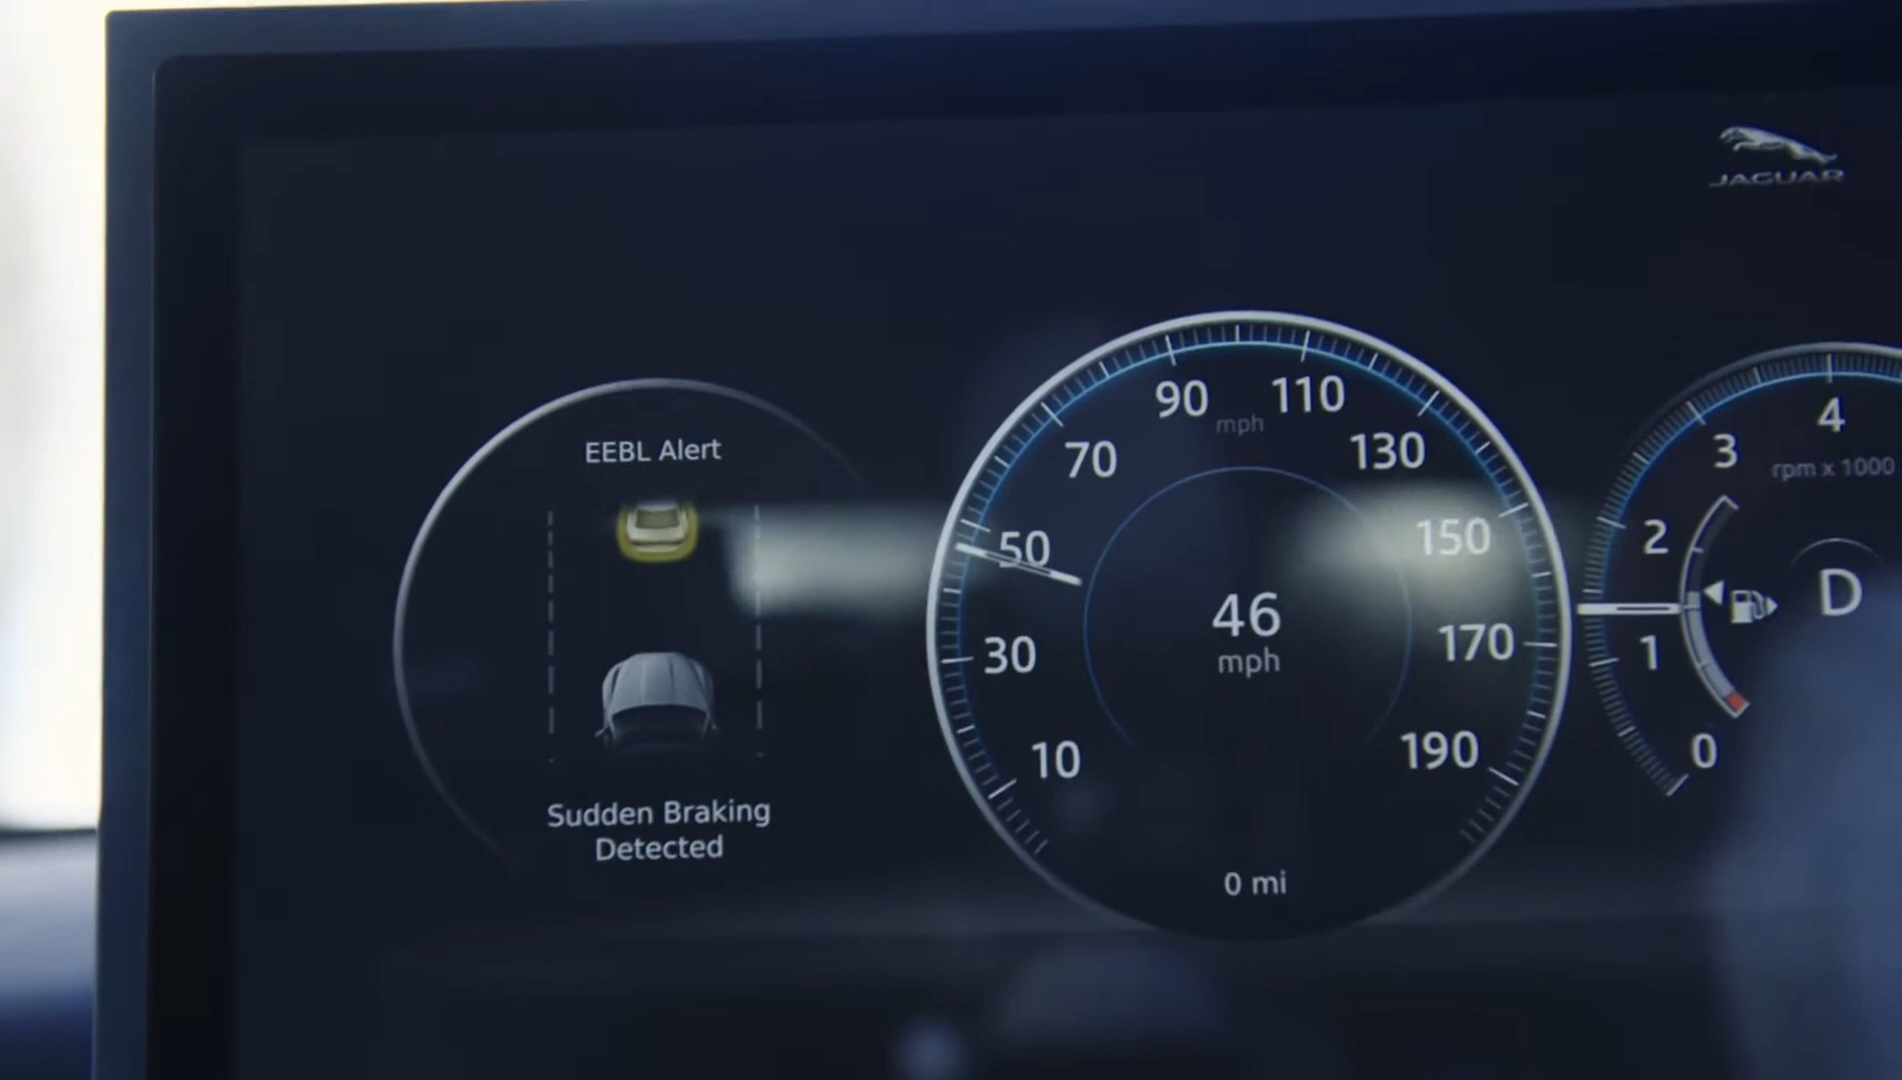 JAGUAR
EEBL Alert
Sudden Braking
Detected
10
30
50
70
90
110
130
150
170
190
mph
46
mph
0 mi
0
1
2
3
4
rpm x 1000
D